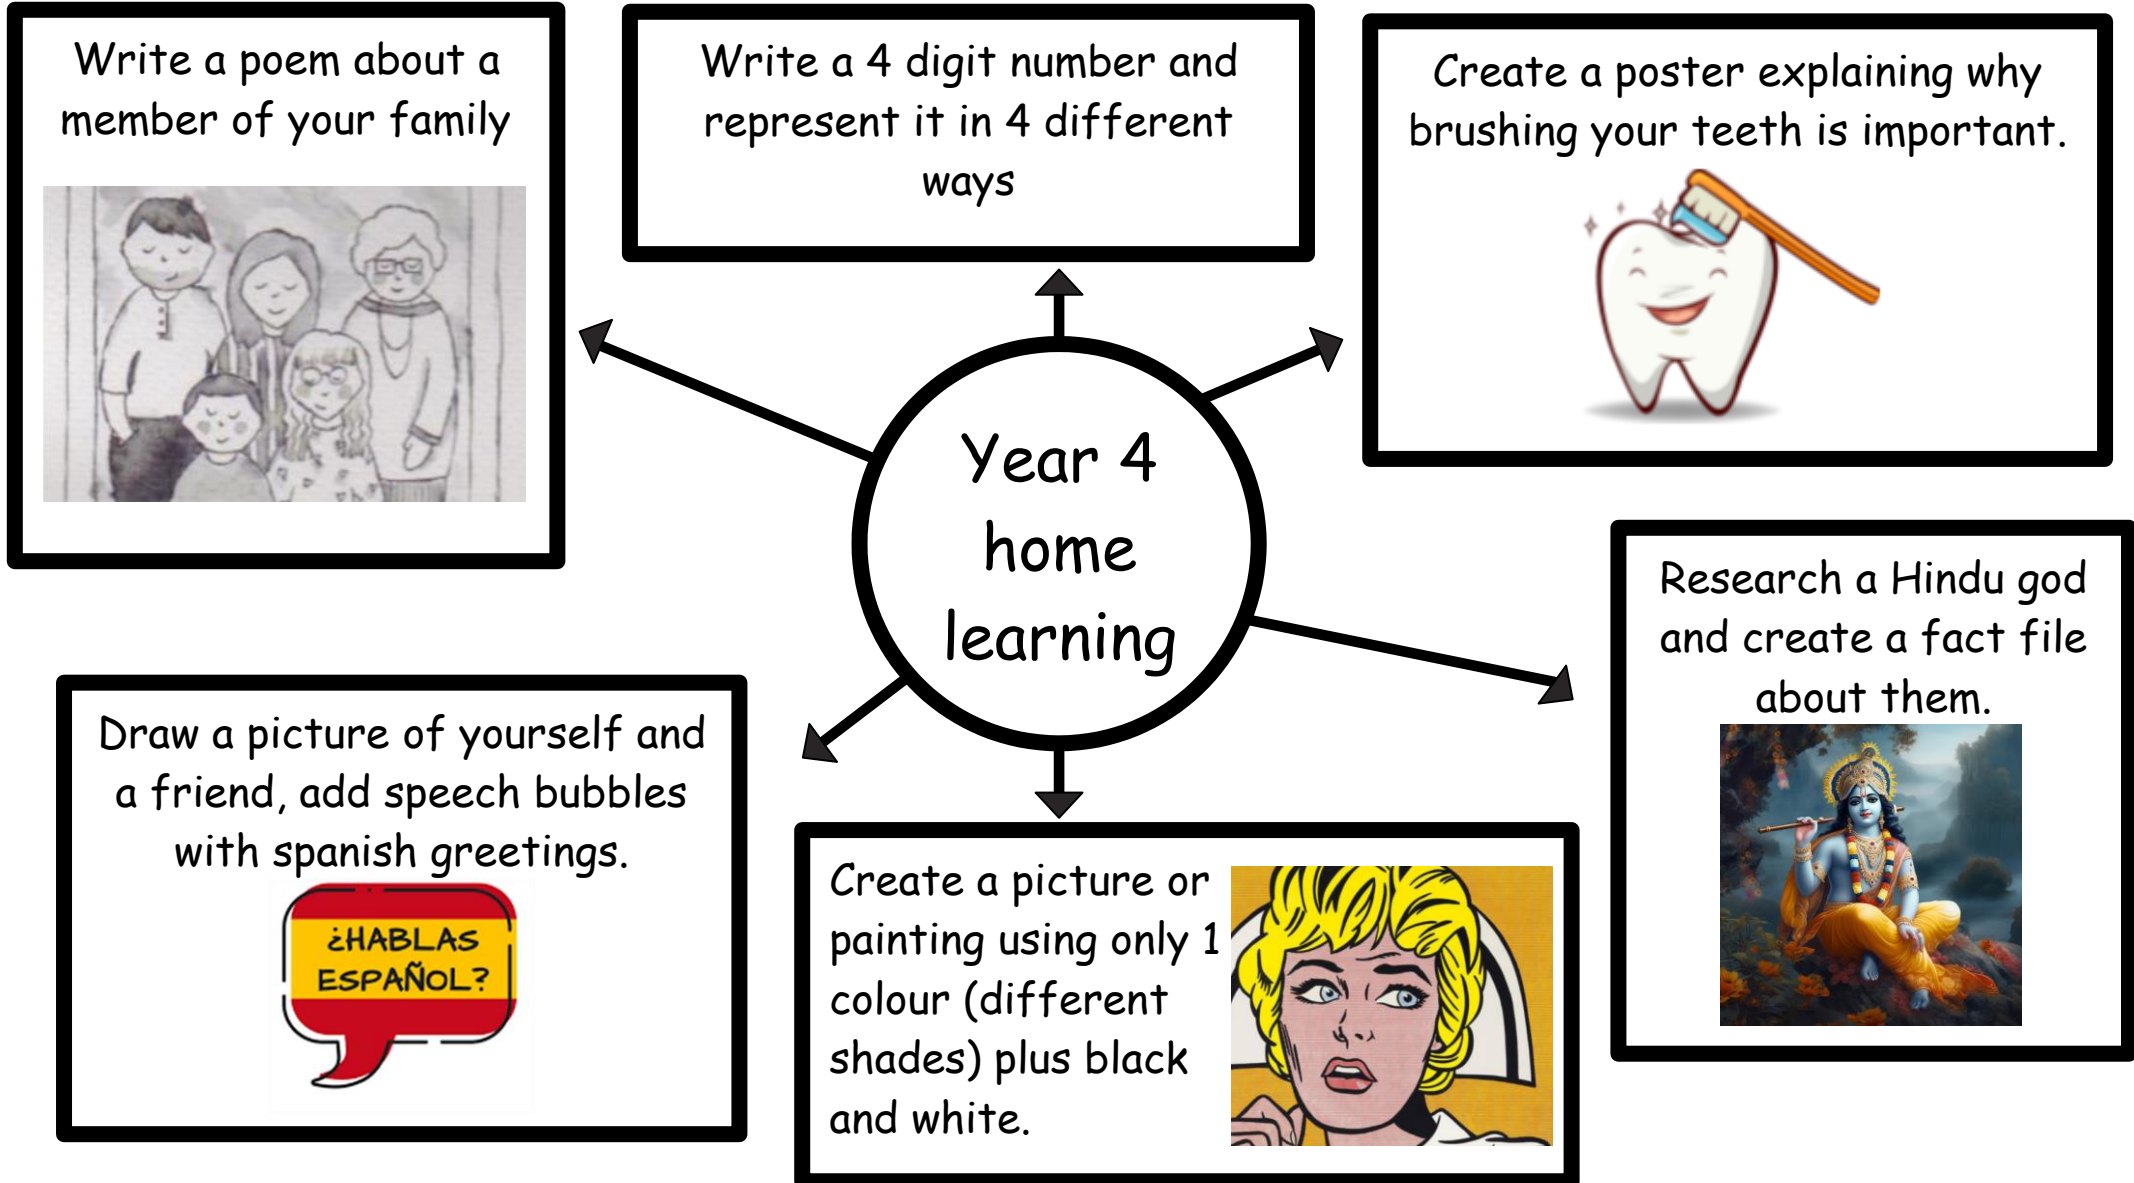 Write a poem about a
member of your family
Write a 4 digit number and
represent it in 4 different
ways
Create a poster explaining why
brushing your teeth is important.
Year 4
home
learning
Research a Hindu god
and create a fact file
about them.
Draw a picture of yourself and
a friend, add speech bubbles
with spanish greetings.
¿HABLAS
ESPAÑOL?
Create a picture or
painting using only 1
colour (different
shades) plus black
and white.